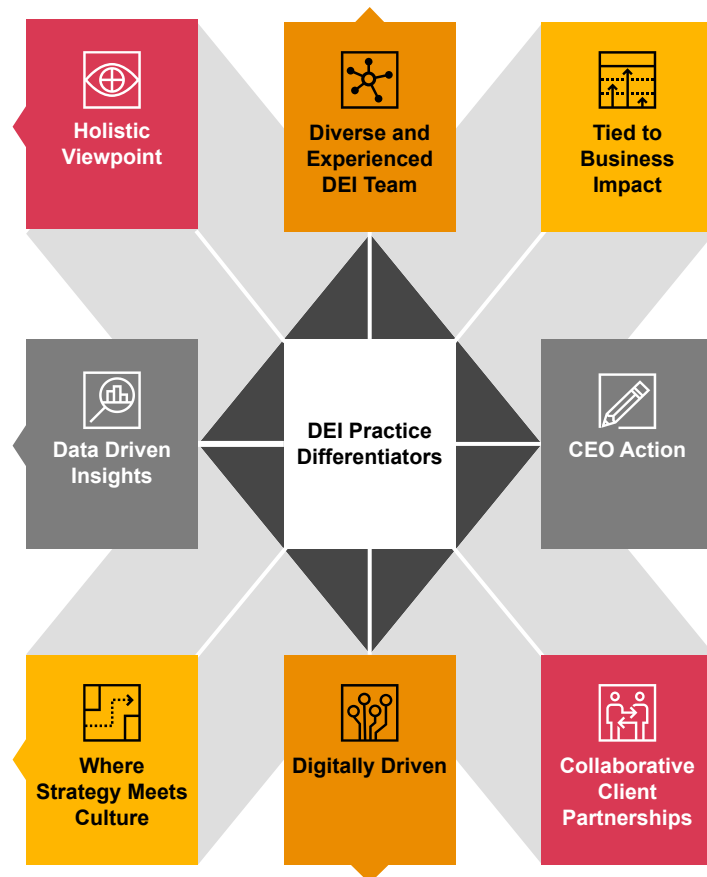 Holistic
Viewpoint
Diverse and
Experienced
DEI Team
Tied to
Business
Impact
Data Driven
Insights
DEI Practice
Differentiators
CEO Action
Where
Strategy Meets
Culture
Digitally Driven
Collaborative
Client
Partnerships